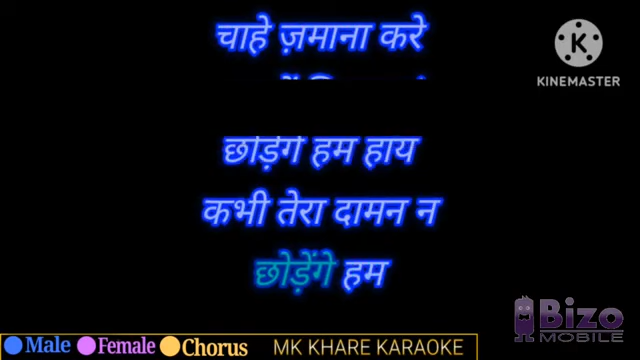 चाहे ज़माना करे
KINEMASTER
छोड़ेंगे हम हाय
कभी तेरा दामन न
छोड़ेंगे हम
Bizo
MOBILE
Male Female Chorus MK KHARE KARAOKE